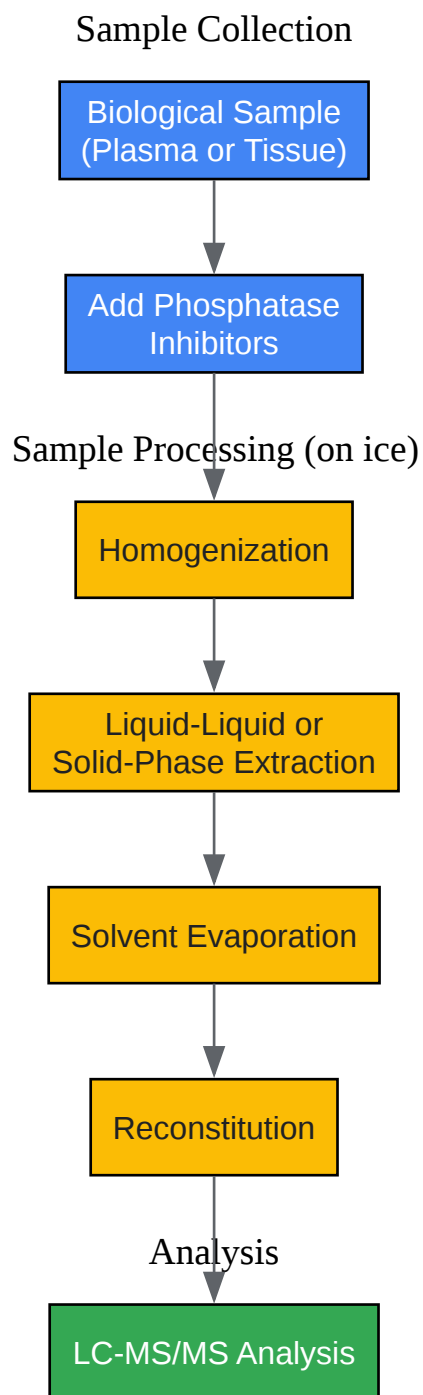 Sample Collection
Biological Sample
(Plasma or Tissue)
Add Phosphatase
Inhibitors
Sample Processing (on ice)
Homogenization
Liquid-Liquid or
Solid-Phase Extraction
Solvent Evaporation
Reconstitution
Analysis
LC-MS/MS Analysis